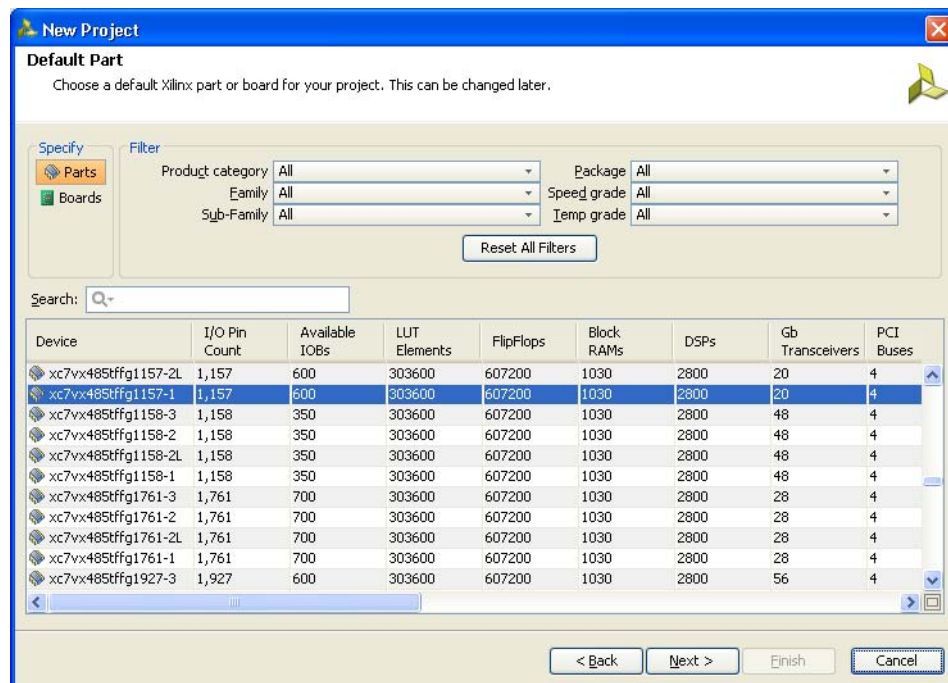 New Project
Default Part
Choose a default Xilinx part or board for your project. This can be changed later.
Specify Filter
Parts Product category All Package All
Boards Family All Speed grade All
Sub-Family All Temp grade All
Reset All Filters
Search:
Device I/O Pin Count Available IOBs LUT Elements FlipFlops Block RAMs DSPs Gb Transceivers PCI Buses
xc7vx485tffg1157-2L 1,157 600 303600 607200 1030 2800 20 4
xc7vx485tffg1157-1 1,157 600 303600 607200 1030 2800 20 4
xc7vx485tffg1158-3 1,158 350 303600 607200 1030 2800 48 4
xc7vx485tffg1158-2 1,158 350 303600 607200 1030 2800 48 4
xc7vx485tffg1158-2L 1,158 350 303600 607200 1030 2800 48 4
xc7vx485tffg1158-1 1,158 350 303600 607200 1030 2800 48 4
xc7vx485tffg1761-3 1,761 700 303600 607200 1030 2800 28 4
xc7vx485tffg1761-2 1,761 700 303600 607200 1030 2800 28 4
xc7vx485tffg1761-2L 1,761 700 303600 607200 1030 2800 28 4
xc7vx485tffg1761-1 1,761 700 303600 607200 1030 2800 28 4
xc7vx485tffg1927-3 1,927 600 303600 607200 1030 2800 56 4
< Back Next > Finish Cancel